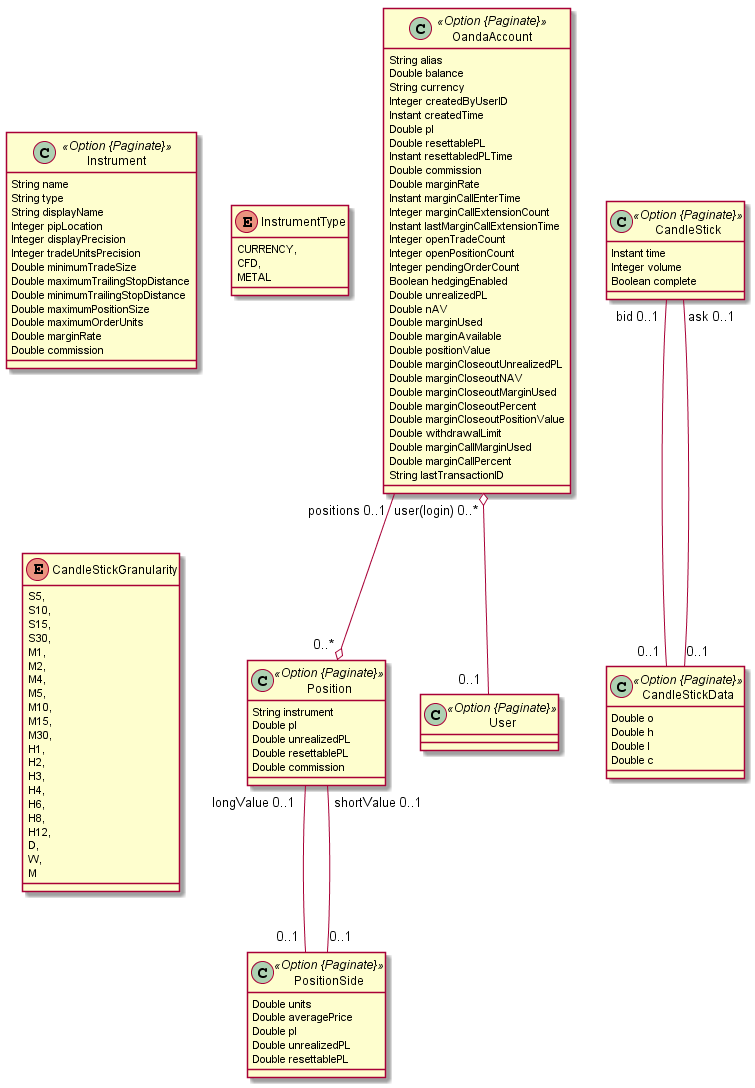 C
«Option {Paginate}»
OandaAccount
String alias
Double balance
String currency
Integer createdByUserID
Instant createdTime
Double pl
Double resettablePL
Instant resettabledPLTime
Double commission
Double marginRate
Instant marginCallEnterTime
Integer marginCallExtensionCount
Instant lastMarginCallExtensionTime
Integer openTradeCount
Integer openPositionCount
Integer pendingOrderCount
Boolean hedgingEnabled
Double unrealizedPL
Double nAV
Double marginUsed
Double marginAvailable
Double positionValue
Double marginCloseoutUnrealizedPL
Double marginCloseoutNAV
Double marginCloseoutMarginUsed
Double marginCloseoutPercent
Double marginCloseoutPositionValue
Double withdrawalLimit
Double marginCallMarginUsed
Double marginCallPercent
String lastTransactionID
C
«Option {Paginate}»
Instrument
String name
String type
String displayName
Integer pipLocation
Integer displayPrecision
Integer tradeUnitsPrecision
Double minimumTradeSize
Double maximumTrailingStopDistance
Double minimumTrailingStopDistance
Double maximumPositionSize
Double maximumOrderUnits
Double marginRate
Double commission
E InstrumentType
CURRENCY,
CFD,
METAL
C
«Option {Paginate}»
CandleStick
Instant time
Integer volume
Boolean complete
bid 0..1
ask 0..1
positions 0..1
user(login) 0..*
E CandleStickGranularity
S5,
S10,
S15,
S30,
M1,
M2,
M4,
M5,
M10,
M15,
M30,
H1,
H2,
H3,
H4,
H6,
H8,
H12,
D,
W,
M
0..*
0..1
0..1
0..1
C
«Option {Paginate}»
Position
String instrument
Double pl
Double unrealizedPL
Double resettablePL
Double commission
C
«Option {Paginate}»
User
C
«Option {Paginate}»
CandleStickData
Double o
Double h
Double l
Double c
longValue 0..1
shortValue 0..1
0..1
0..1
C
«Option {Paginate}»
PositionSide
Double units
Double averagePrice
Double pl
Double unrealizedPL
Double resettablePL